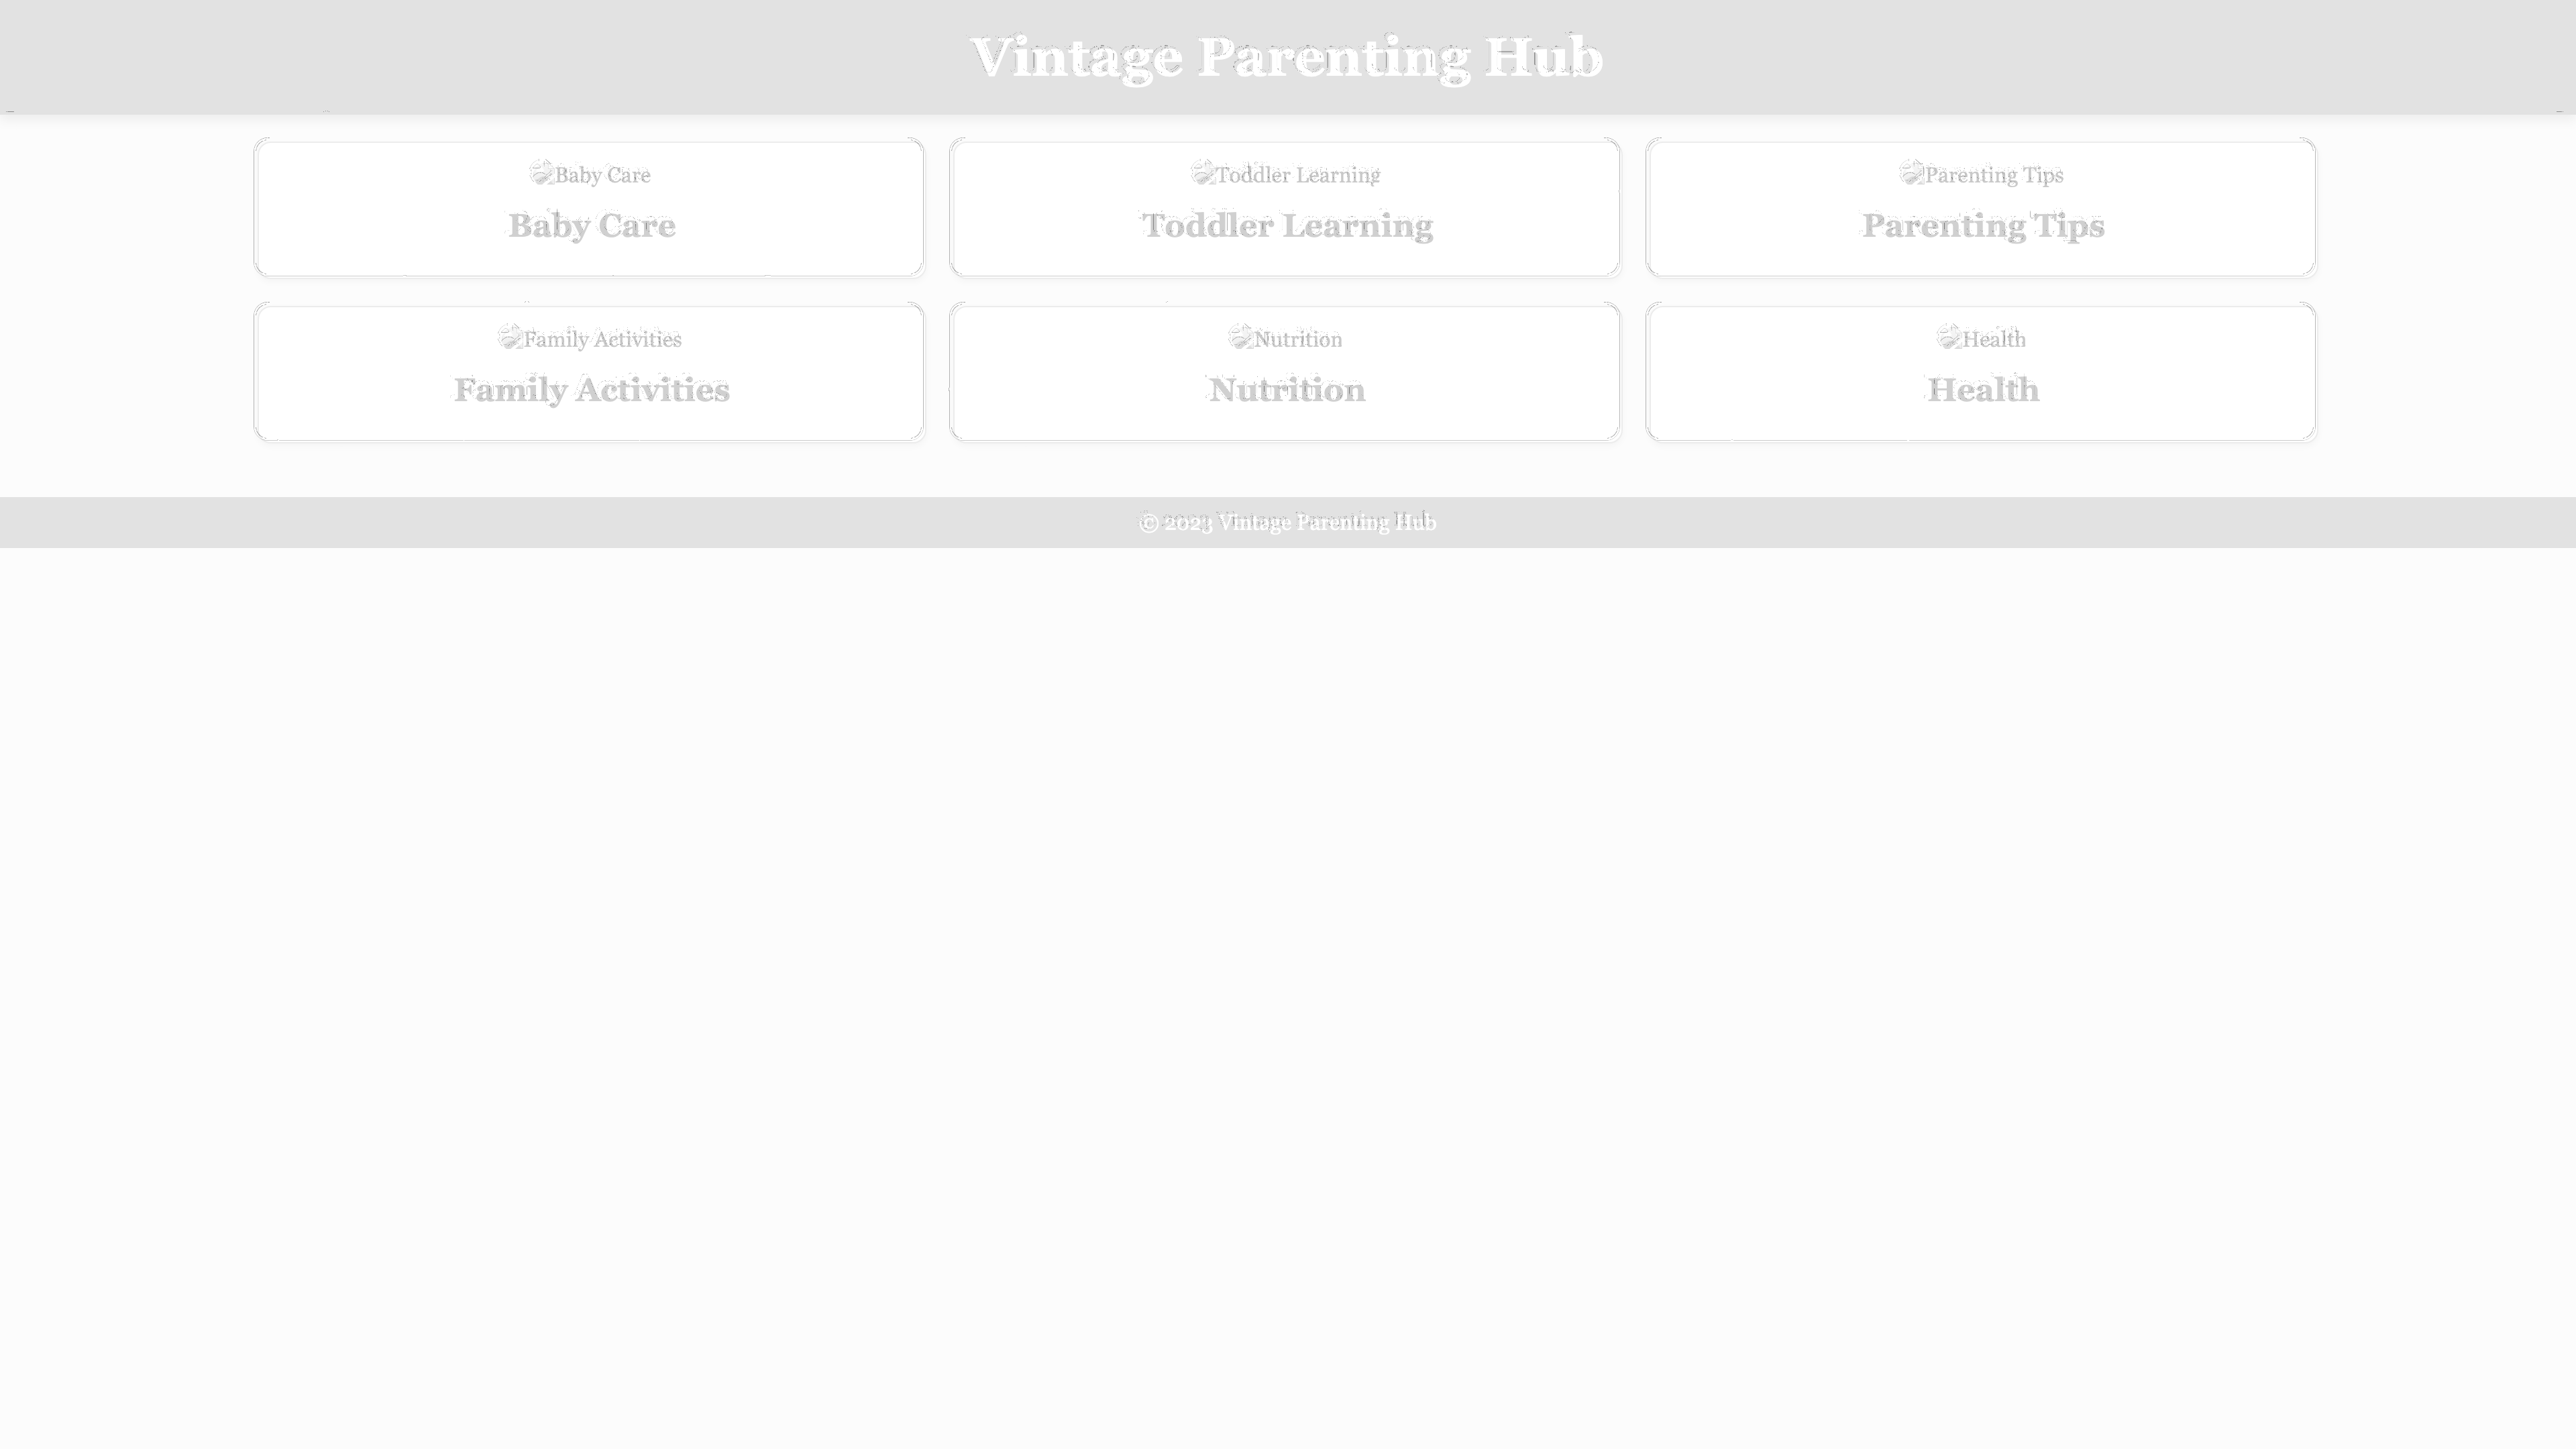 Vintage Parenting Hub
Baby Care
Baby Care
Toddler Learning
Toddler Learning
Parenting Tips
Parenting Tips
Family Activities
Family Activities
Nutrition
Nutrition
Health
Health
© 2023 Vintage Parenting Hub